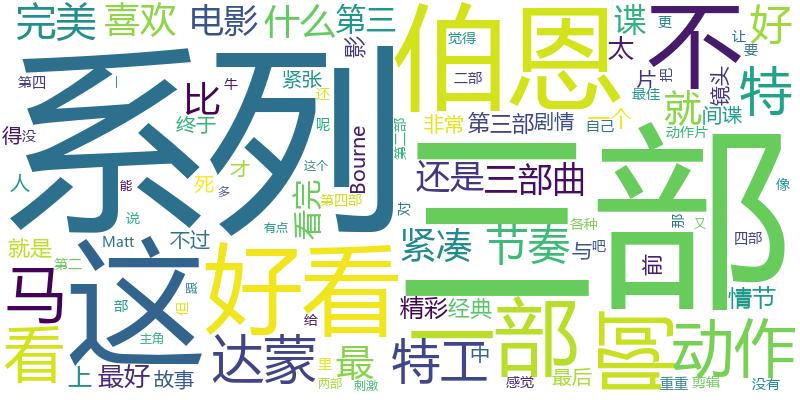 完美
喜欢
电影
什么
第三
影
伯恩
谍
太
不
更
让
要
好
觉得
二部
系列
第四
紧张
牛
还
比
片
把
镜头
特
最佳
就
间谍
得
没
终于
呢
Bourne
第二部
非常
第三部
剧情
自己
一个
动作片
才
这个
人
能
死
多
看完
还是
三部曲
三部
像
说
有点
第四部
对
Matt
不过
紧凑
节奏
与
吧
各种
那
又
四部
前
就是
第二
这
好看
马
部
但
跟
给
精彩
经典
一部
情节
看
主角
达蒙
里
最
特工
中
啊
动作
上
最好
故事
两部
刺激
感觉
最后
重重
剪辑
没有